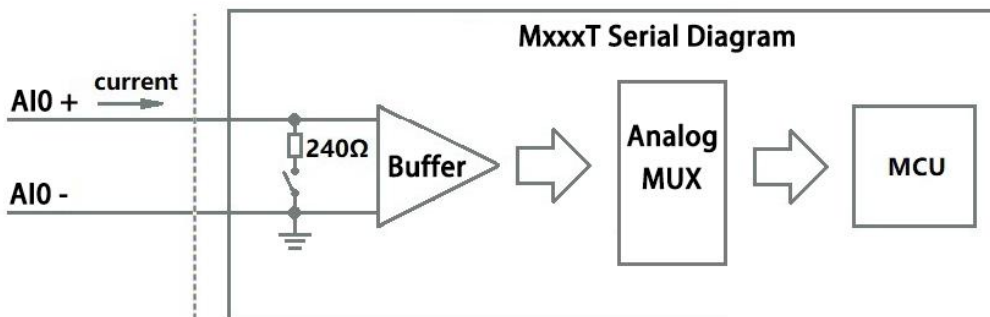 MxxxT Serial Diagram
current
AI0 +
240Ω
Buffer
Analog
MUX
MCU
AI0 -